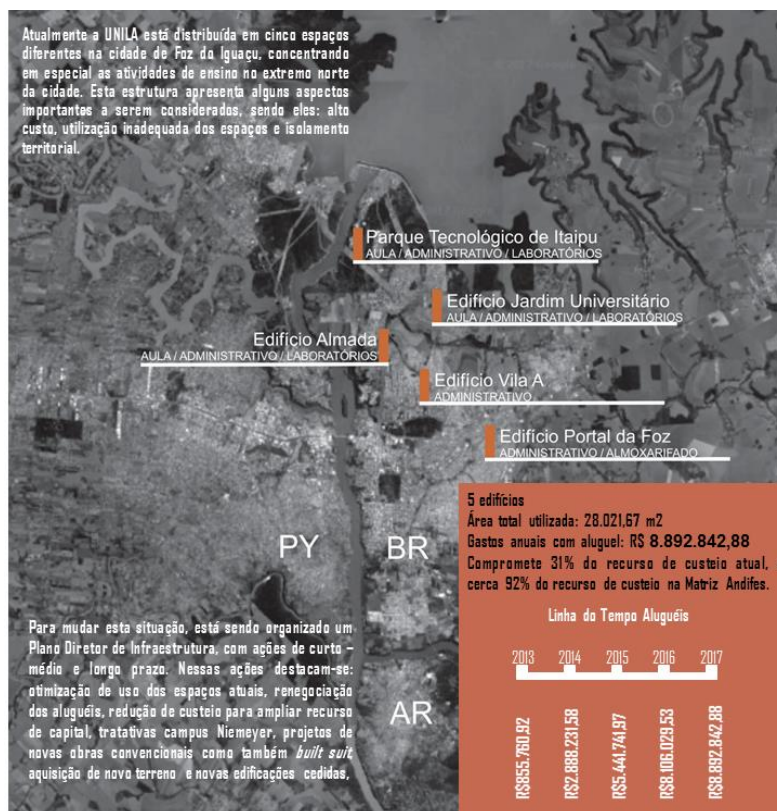 Atualmente a UNILA está distribuída em cinco espaços
diferentes na cidade de Foz do Iguaçu, concentrando
em especial as atividades de ensino no extremo norte
da cidade. Esta estrutura apresenta alguns aspectos
importantes a serem considerados, sendo eles: alto
custo, utilização inadequada dos espaços e isolamento
territorial.
Parque Tecnológico de Itaipu
AULA / ADMINISTRATIVO / LABORATÓRIOS
Edifício Jardim Universitário
AULA / ADMINISTRATIVO / LABORATÓRIOS
Edifício Almada
AULA / ADMINISTRATIVO / LABORATÓRIOS
Edifício Vila A
ADMINISTRATIVO
Edifício Portal da Foz
ADMINISTRATIVO / ALMOXARIFADO
PY
BR
AR
5 edifícios
Área total utilizada: 28.021,67 m2
Gastos anuais com aluguel: R$ 8.892.842,88
Compromete 31% do recurso de custeio atual,
cerca 92% do recurso de custeio na Matriz Andifes.
Linha do Tempo Aluguéis
2013 2014 2015 2016 2017
R$855.760,92
R$2.888.231,58
R$5.441.741,97
R$8.106.029,53
R$8.892.842,88
Para mudar esta situação, está sendo organizado um
Plano Diretor de Infraestrutura, com ações de curto –
médio e longo prazo. Nessas ações destacam-se:
otimização de uso dos espaços atuais, renegociação
dos aluguéis, redução de custeio para ampliar recurso
de capital, tratativas campus Niemeyer, projetos de
novas obras convencionais como também built suit,
aquisição de novo terreno e novas edificações cedidas,